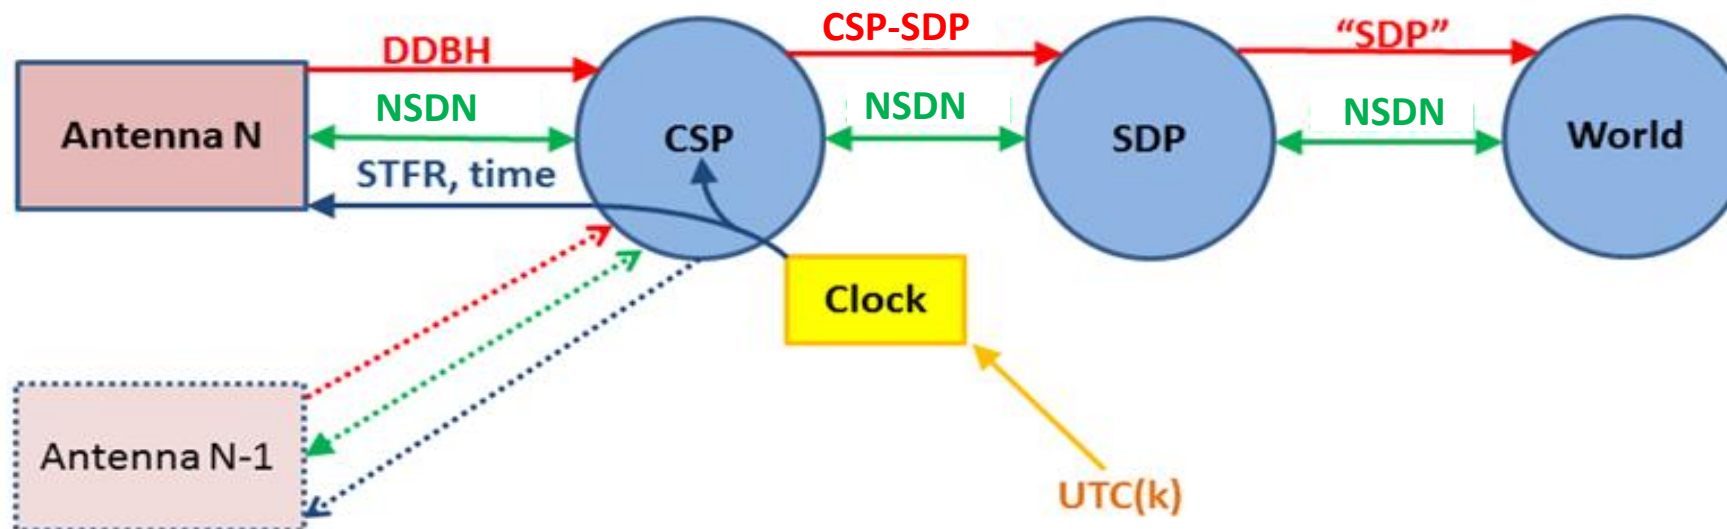 DDBH
CSP-SDP
“SDP”
NSDN
NSDN
NSDN
Antenna N
CSP
SDP
World
STFR, time
Clock
Antenna N-1
UTC(k)